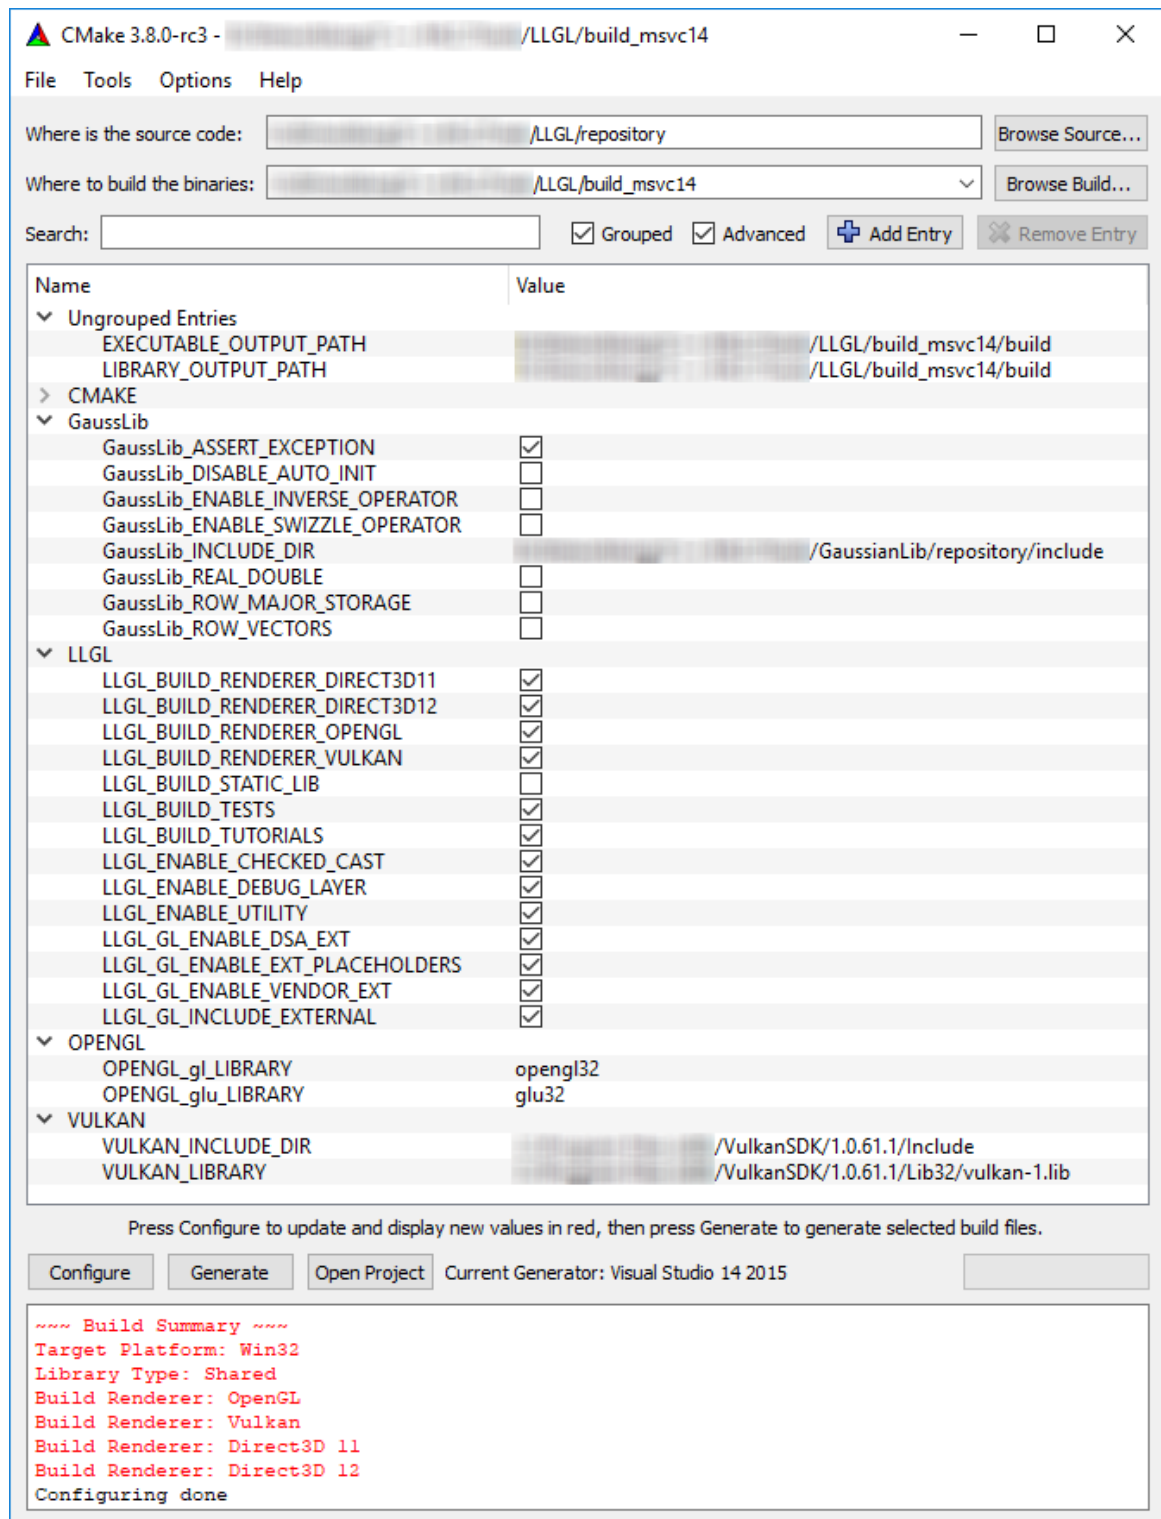 CMake 3.8.0-rc3 - /LLGL/build_msvc14
File Tools Options Help
Where is the source code: /LLGL/repository Browse Source...
Where to build the binaries: /LLGL/build_msvc14 Browse Build...
Search: Grouped Advanced Add Entry Remove Entry
Name Value
Ungrouped Entries
EXECUTABLE_OUTPUT_PATH /LLGL/build_msvc14/build
LIBRARY_OUTPUT_PATH /LLGL/build_msvc14/build
CMAKE
GaussLib
GaussLib_ASSERT_EXCEPTION
GaussLib_DISABLE_AUTO_INIT
GaussLib_ENABLE_INVERSE_OPERATOR
GaussLib_ENABLE_SWIZZLE_OPERATOR
GaussLib_INCLUDE_DIR /GaussianLib/repository/include
GaussLib_REAL_DOUBLE
GaussLib_ROW_MAJOR_STORAGE
GaussLib_ROW_VECTORS
LLGL
LLGL_BUILD_RENDERER_DIRECT3D11
LLGL_BUILD_RENDERER_DIRECT3D12
LLGL_BUILD_RENDERER_OPENGL
LLGL_BUILD_RENDERER_VULKAN
LLGL_BUILD_STATIC_LIB
LLGL_BUILD_TESTS
LLGL_BUILD_TUTORIALS
LLGL_ENABLE_CHECKED_CAST
LLGL_ENABLE_DEBUG_LAYER
LLGL_ENABLE_UTILITY
LLGL_GL_ENABLE_DSA_EXT
LLGL_GL_ENABLE_EXT_PLACEHOLDERS
LLGL_GL_ENABLE_VENDOR_EXT
LLGL_GL_INCLUDE_EXTERNAL
OPENGL
OPENGL_gl_LIBRARY opengl32
OPENGL_glu_LIBRARY glu32
VULKAN
VULKAN_INCLUDE_DIR /VulkanSDK/1.0.61.1/Include
VULKAN_LIBRARY /VulkanSDK/1.0.61.1/Lib32/vulkan-1.lib
Press Configure to update and display new values in red, then press Generate to generate selected build files.
Configure Generate Open Project Current Generator: Visual Studio 14 2015
~~~ Build Summary ~~~
Target Platform: Win32
Library Type: Shared
Build Renderer: OpenGL
Build Renderer: Vulkan
Build Renderer: Direct3D 11
Build Renderer: Direct3D 12
Configuring done